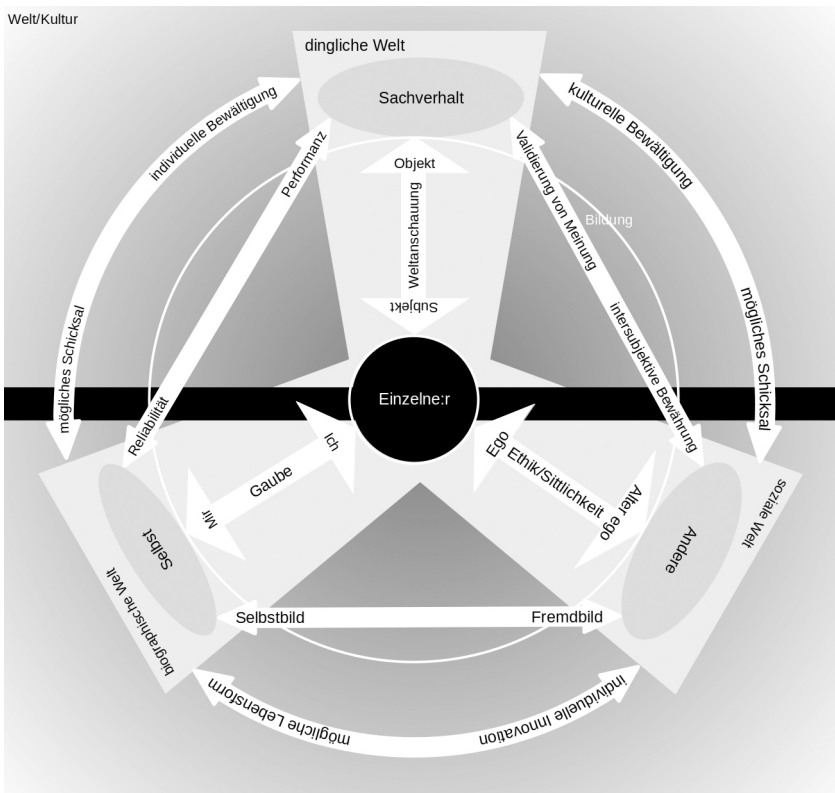 Welt/Kultur
dingliche Welt
Sachverhalt
individuelle Bewältigung
kulturelle Bewältigung
Performanz
Validierung von Meinung
Objekt
Weltanschauung
Subjekt
Bildung
mögliches Schicksal
mögliches Schicksal
intersubjektive Bewährung
Reliabilität
Einzelne:r
Ich
Gaube
Mir
Ego
Ethik/Sittlichkeit
Alter ego
Selbst
biographische Welt
Andere
soziale Welt
Selbstbild
Fremdbild
mögliche Lebensform
individuelle Innovation